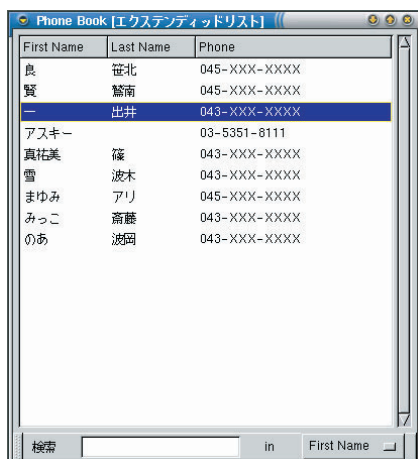 Phone Book [エクステンディッドリスト]
First Name Last Name Phone
良 笹北 045-XXX-XXXX
賢 鷲南 045-XXX-XXXX
一 出井 043-XXX-XXXX
アスキー 03-5351-8111
真祐美 篠 043-XXX-XXXX
雪 波木 043-XXX-XXXX
まゆみ アリ 045-XXX-XXXX
みっこ 斎藤 043-XXX-XXXX
のあ 波岡 043-XXX-XXXX
検索 in First Name